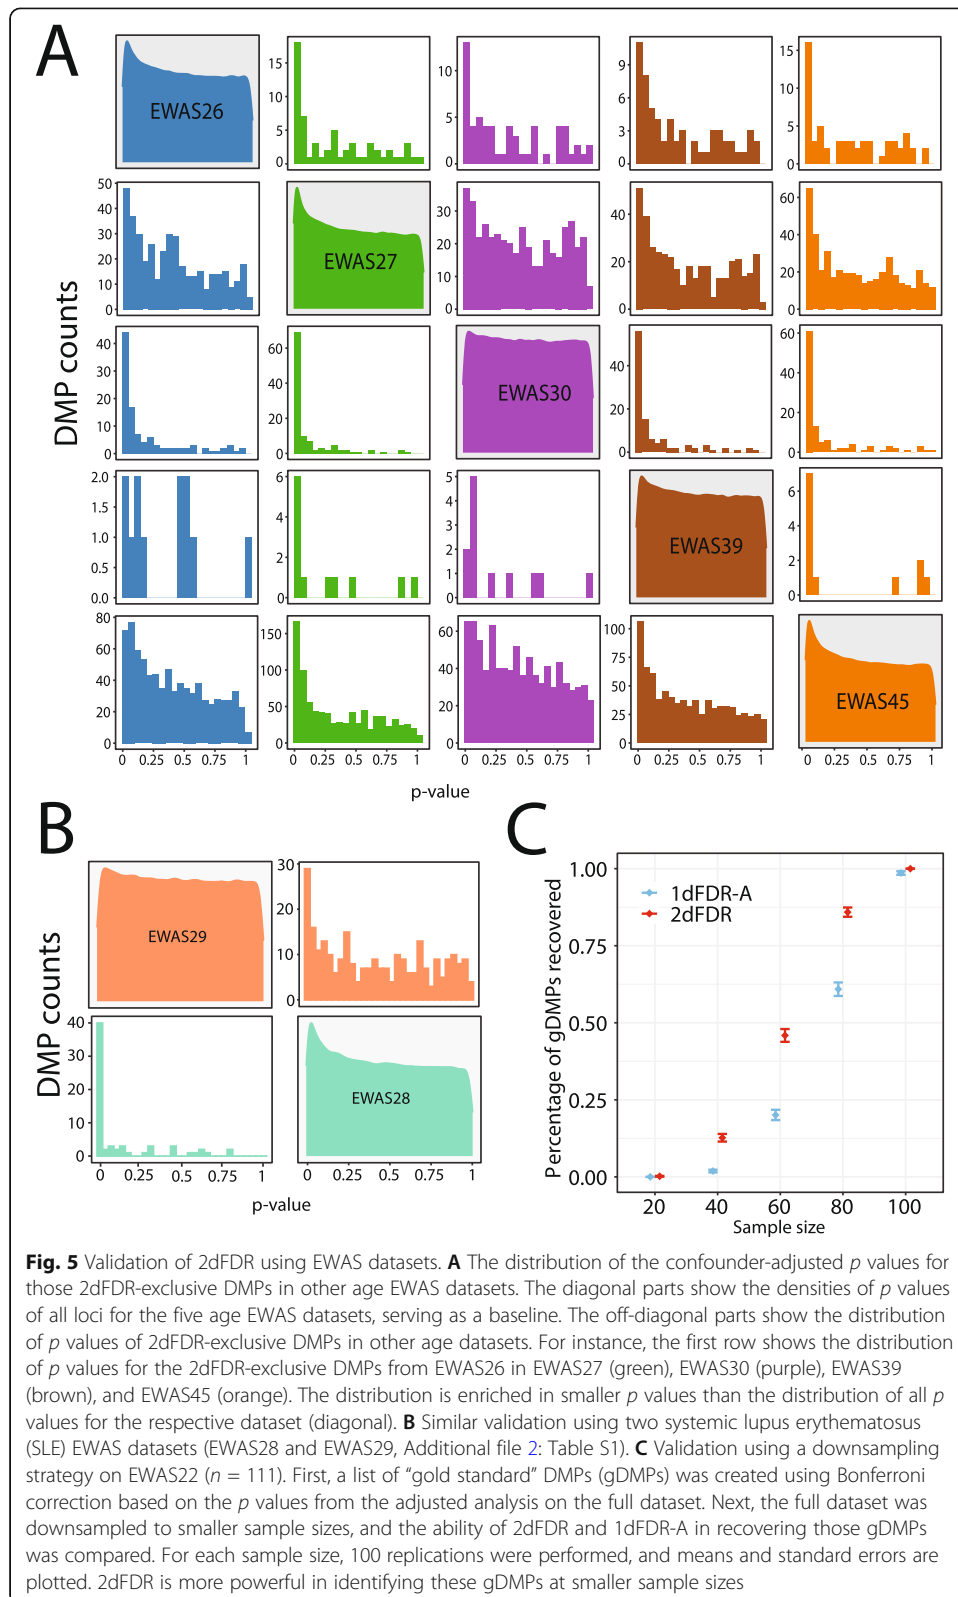 A
EWAS26
15
10
5
0
10
5
0
9
6
3
0
15
10
5
0
DMP counts
50
40
30
20
10
0
EWAS27
30
20
10
0
40
20
0
60
40
20
0
40
30
20
10
0
60
40
20
0
EWAS30
40
20
0
60
40
20
0
2.0
1.5
1.0
0.5
0.0
6
4
2
0
5
4
3
2
1
0
EWAS39
6
4
2
0
80
60
40
20
0
150
100
50
0
60
40
20
0
100
75
50
25
0
EWAS45
0 0.25 0.5 0.75 1 0 0.25 0.5 0.75 1 0 0.25 0.5 0.75 1 0 0.25 0.5 0.75 1 0 0.25 0.5 0.75 1
p-value
B
DMP counts
EWAS29
30
20
10
0
40
30
20
10
0
EWAS28
0 0.25 0.5 0.75 1 0 0.25 0.5 0.75 1
p-value
C
Percentage of gDMPs recovered
1.00
0.75
0.50
0.25
0.00
1dFDR-A
2dFDR
20 40 60 80 100
Sample size
Fig. 5 Validation of 2dFDR using EWAS datasets. A The distribution of the confounder-adjusted p values for
those 2dFDR-exclusive DMPs in other age EWAS datasets. The diagonal parts show the densities of p values
of all loci for the five age EWAS datasets, serving as a baseline. The off-diagonal parts show the distribution
of p values of 2dFDR-exclusive DMPs in other age datasets. For instance, the first row shows the distribution
of p values for the 2dFDR-exclusive DMPs from EWAS26 in EWAS27 (green), EWAS30 (purple), EWAS39
(brown), and EWAS45 (orange). The distribution is enriched in smaller p values than the distribution of all p
values for the respective dataset (diagonal). B Similar validation using two systemic lupus erythematosus
(SLE) EWAS datasets (EWAS28 and EWAS29, Additional file 2: Table S1). C Validation using a downsampling
strategy on EWAS22 (n = 111). First, a list of “gold standard” DMPs (gDMPs) was created using Bonferroni
correction based on the p values from the adjusted analysis on the full dataset. Next, the full dataset was
downsampled to smaller sample sizes, and the ability of 2dFDR and 1dFDR-A in recovering those gDMPs
was compared. For each sample size, 100 replications were performed, and means and standard errors are
plotted. 2dFDR is more powerful in identifying these gDMPs at smaller sample sizes